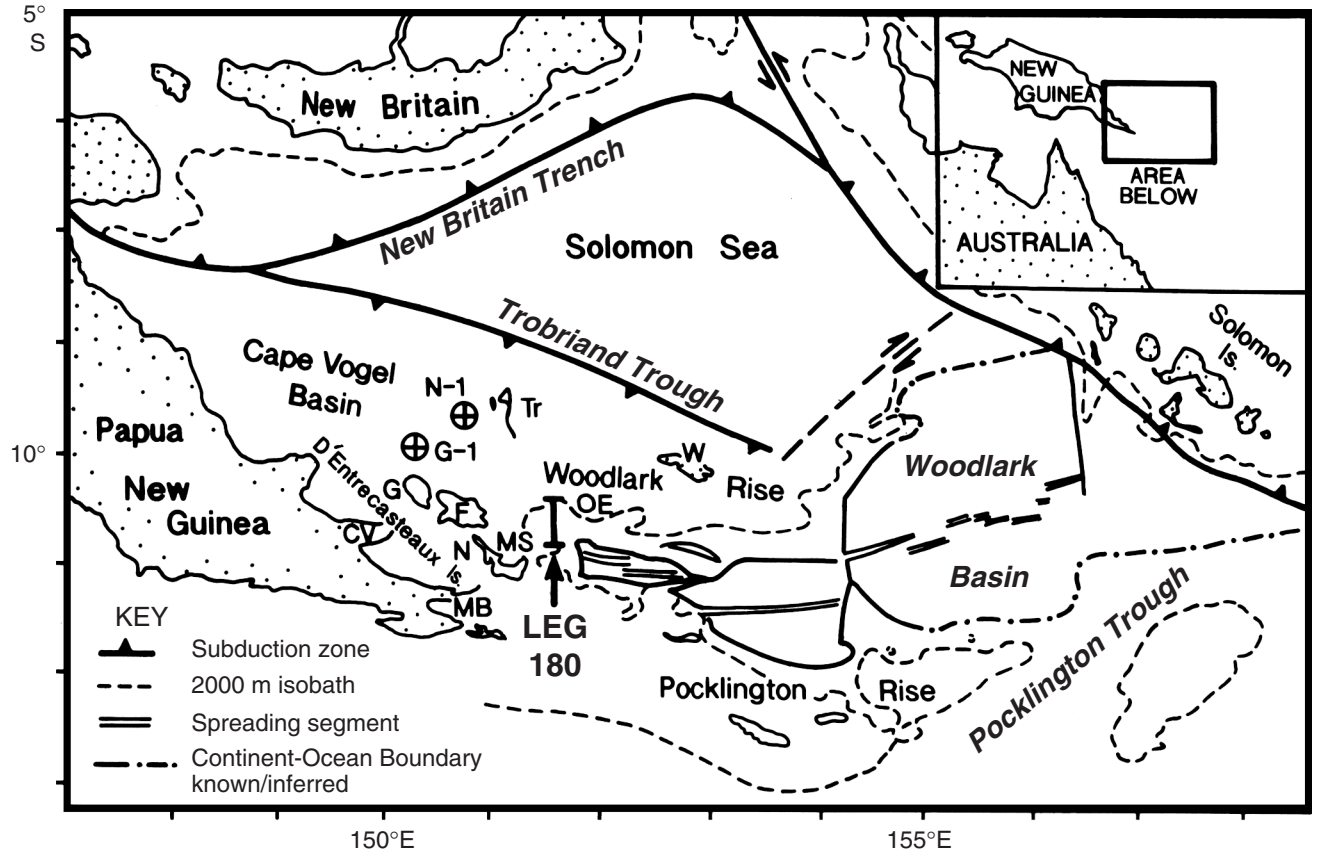 5°
S
New Britain
New Britain Trench
Solomon Sea
NEW
GUINEA
AREA
BELOW
AUSTRALIA
Solomon
Is.
Trobriand Trough
Cape Vogel
Basin
N-1
Tr
G-1
Papua
New
Guinea
10°
D'Entrecasteaux Is.
G
F
CV
N
MS
MB
Woodlark
OE
W
Rise
Woodlark
Basin
LEG
180
Pocklington
Rise
Pocklington Trough
KEY
Subduction zone
2000 m isobath
Spreading segment
Continent-Ocean Boundary
known/inferred
150°E
155°E